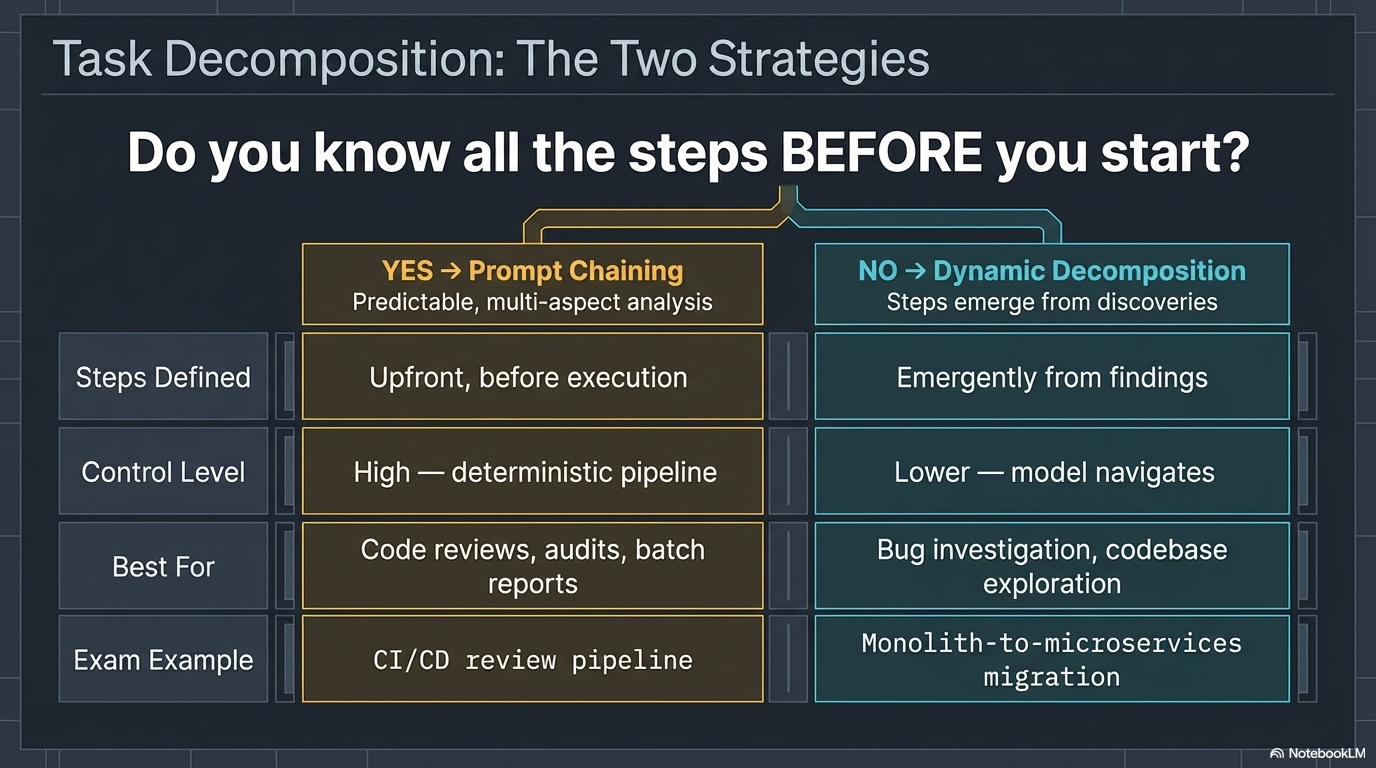 Task Decomposition: The Two Strategies
Do you know all the steps BEFORE you start?
YES → Prompt Chaining
Predictable, multi-aspect analysis
NO → Dynamic Decomposition
Steps emerge from discoveries
Steps Defined
Upfront, before execution
Emergently from findings
Control Level
High — deterministic pipeline
Lower — model navigates
Best For
Code reviews, audits, batch
reports
Bug investigation, codebase
exploration
Exam Example
CI/CD review pipeline
Monolith-to-microservices
migration
NotebookLM